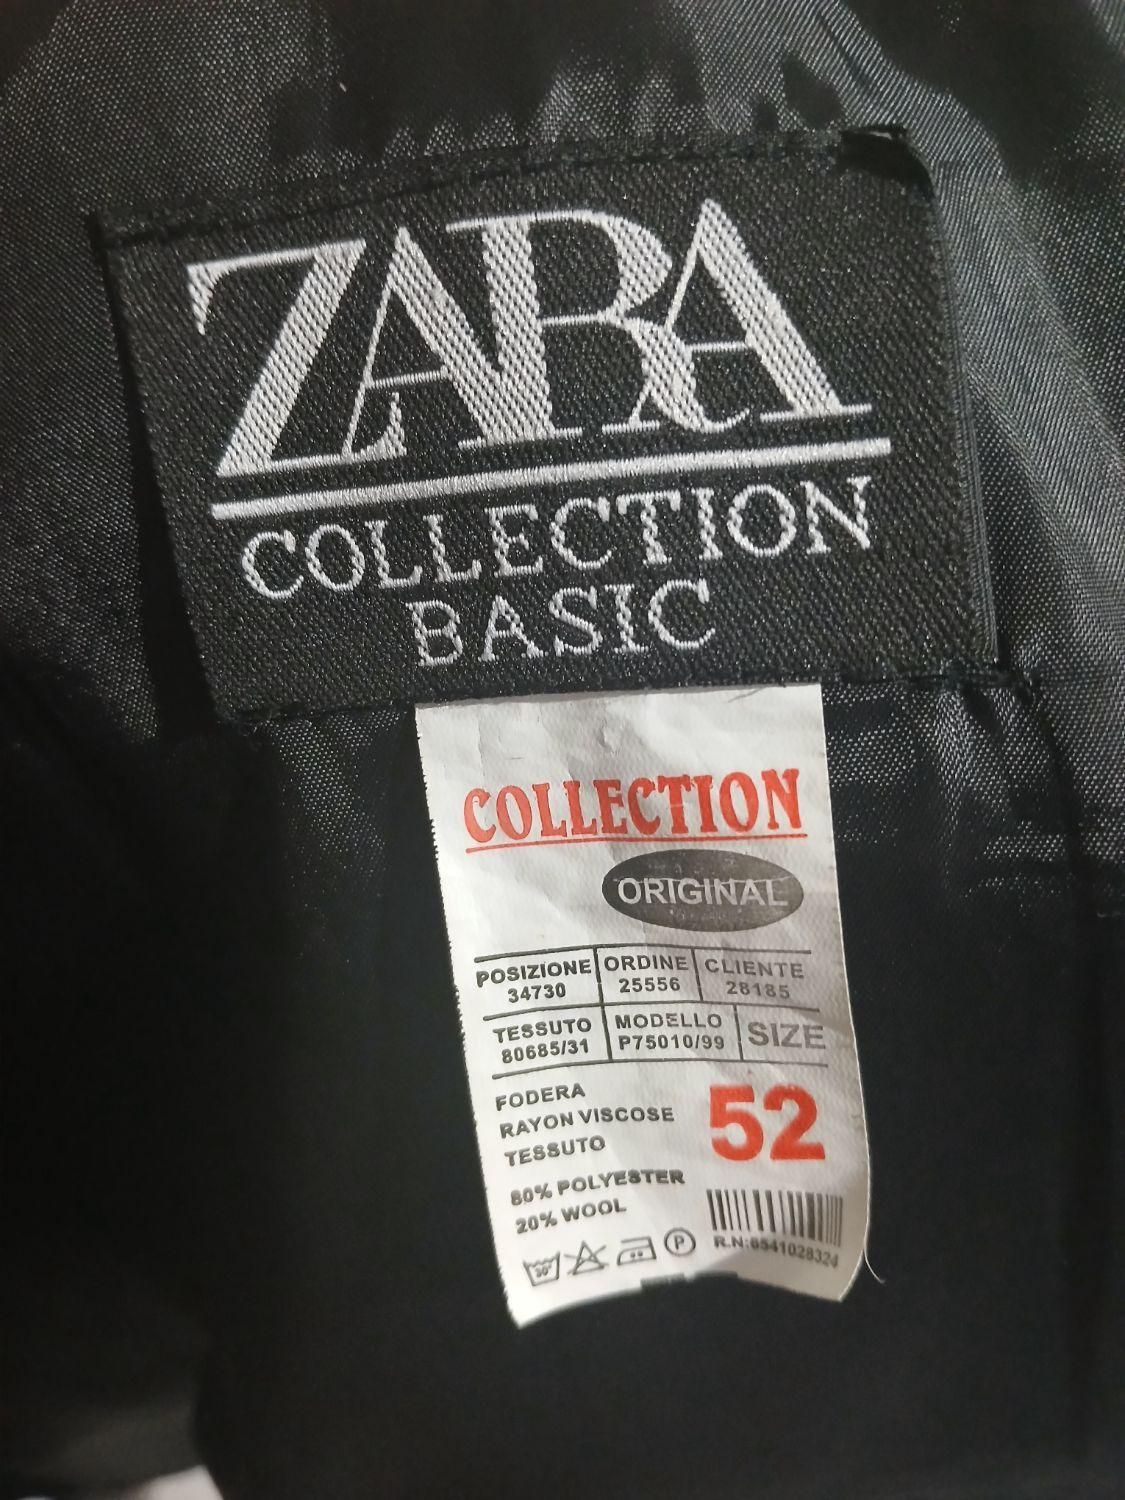 ZARA
COLLECTION
BASIC
COLLECTION
ORIGINAL
POSIZIONE ORDINE CLIENTE
34730 25556 28185
TESSUTO MODELLO SIZE
80685/31 P75010/99
FODERA
RAYON VISCOSE
TESSUTO
52
80% POLYESTER
20% WOOL
30° P
R.N:6541028324